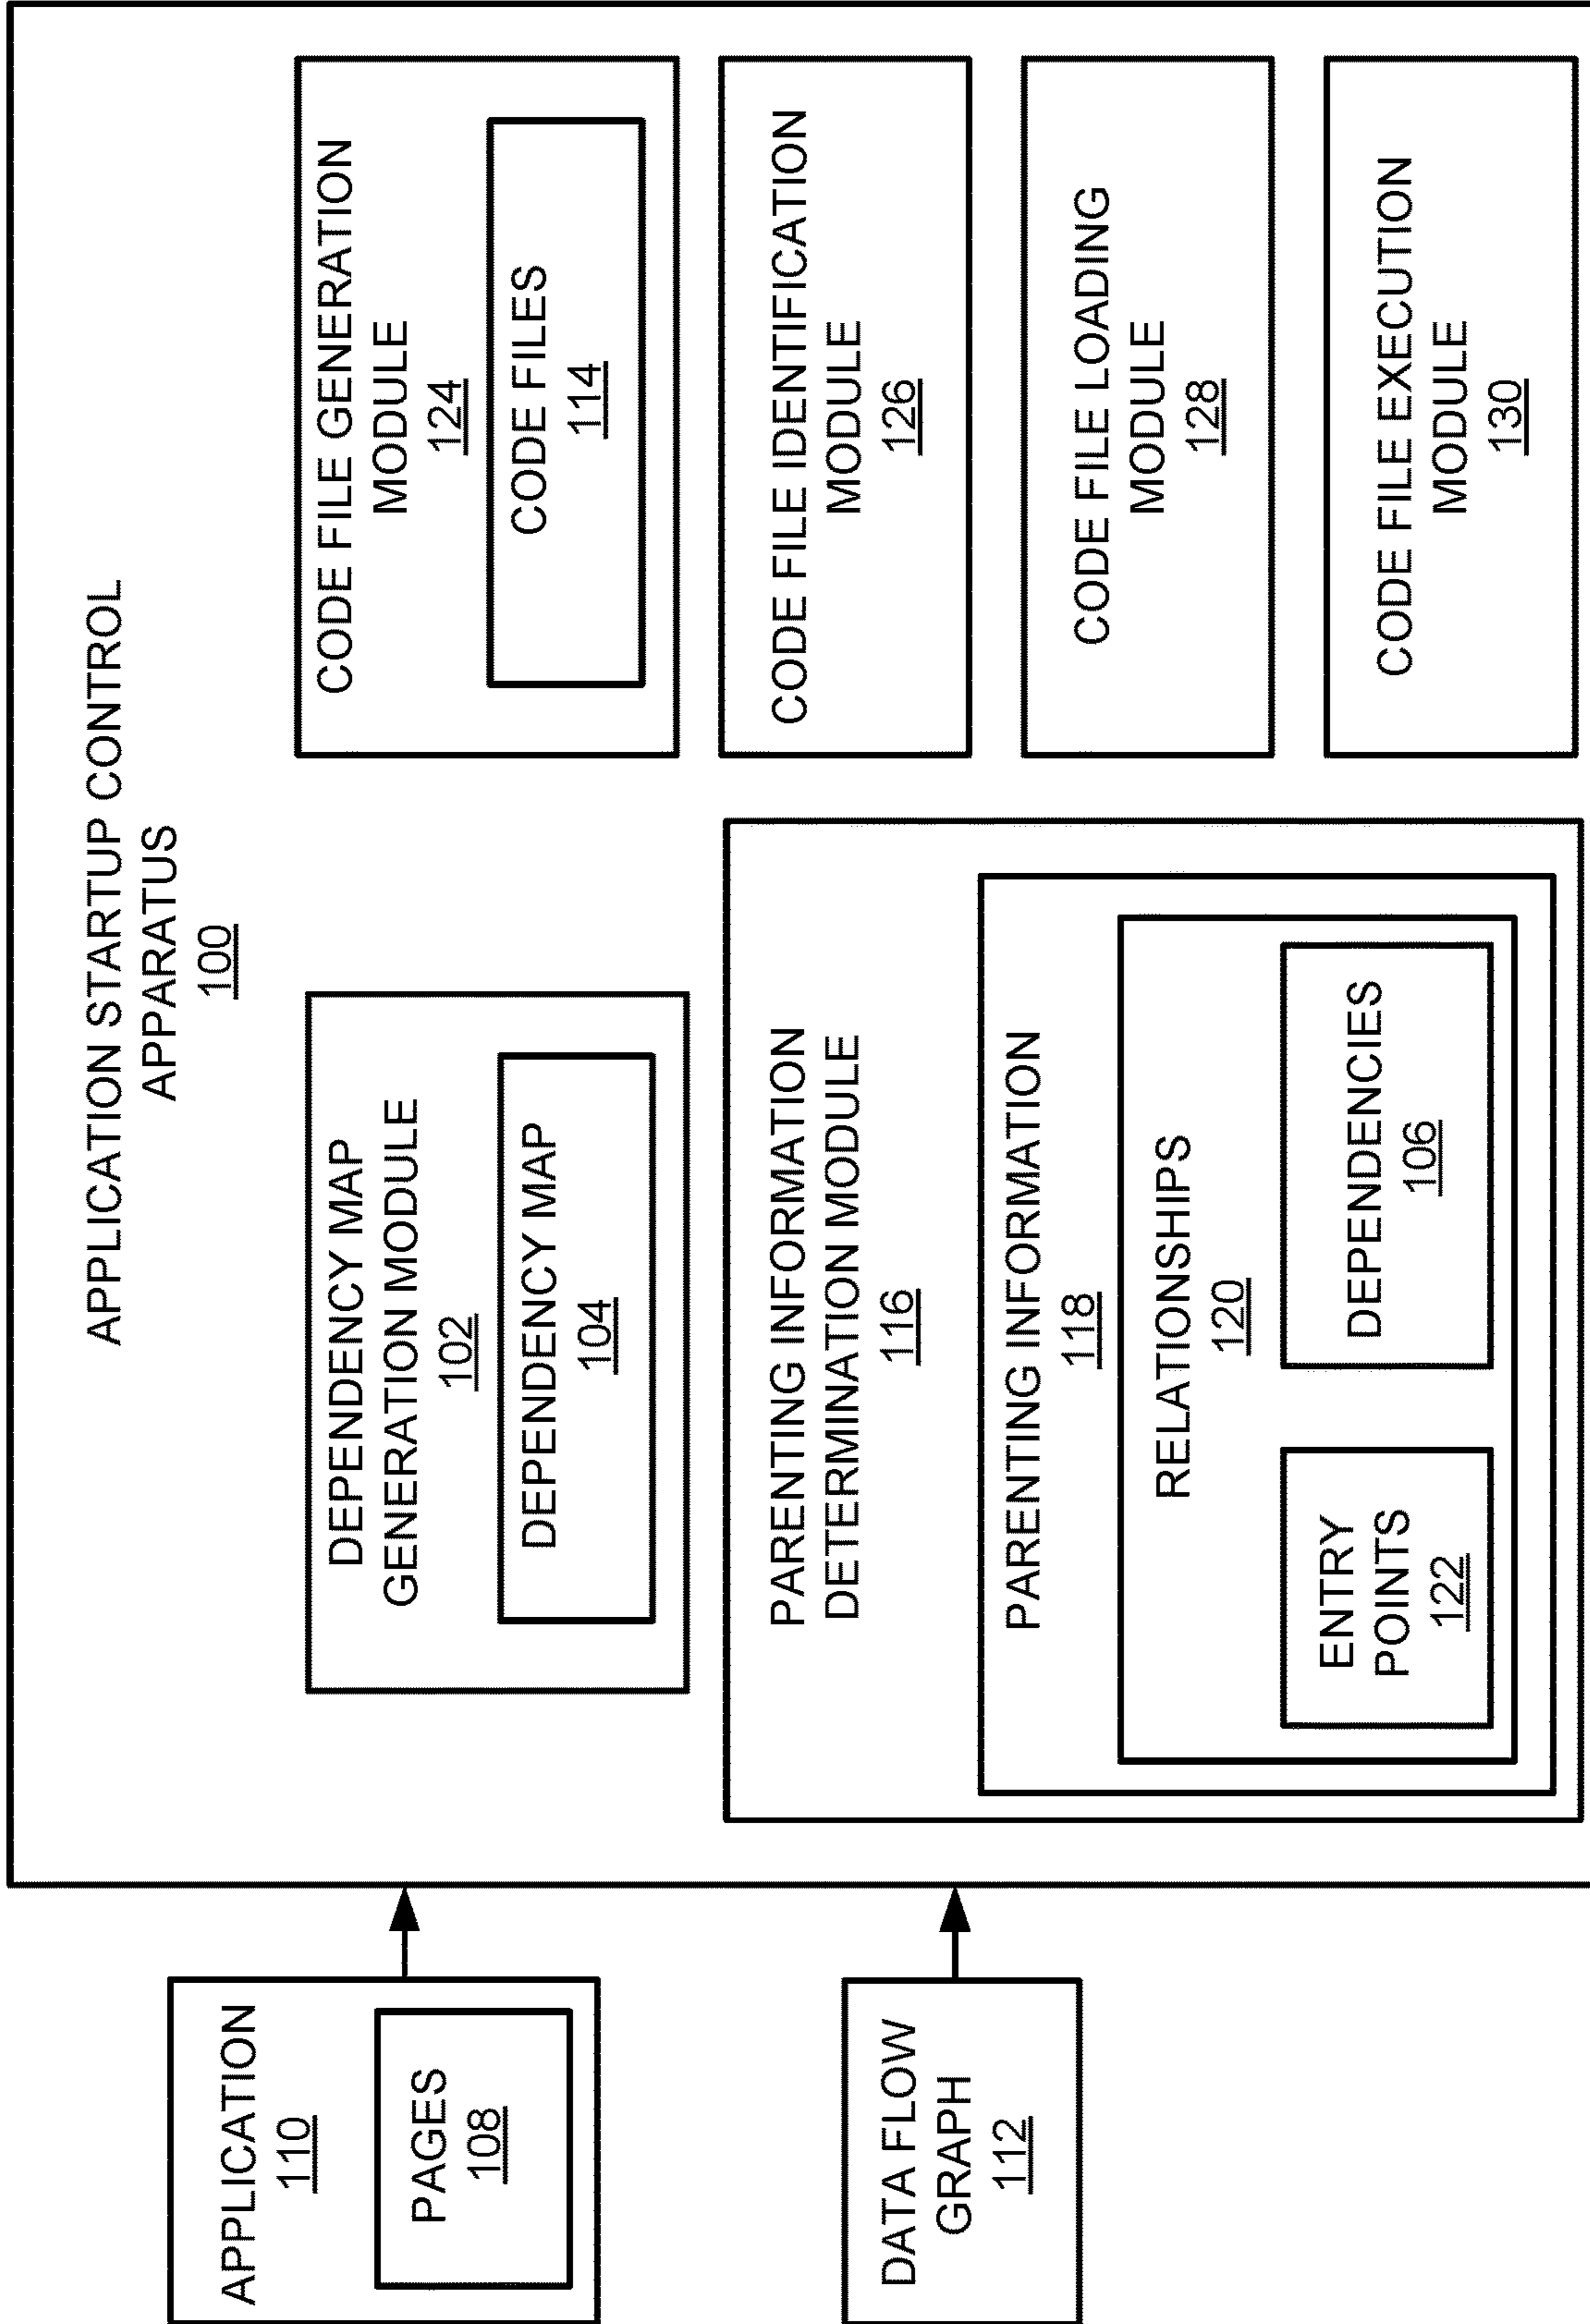 APPLICATION STARTUP CONTROL
APPARATUS
100
APPLICATION
110
PAGES
108
DATA FLOW
GRAPH
112
DEPENDENCY MAP
GENERATION MODULE
102
DEPENDENCY MAP
104
PARENTING INFORMATION
DETERMINATION MODULE
116
PARENTING INFORMATION
118
RELATIONSHIPS
120
ENTRY
POINTS
122
DEPENDENCIES
106
CODE FILE GENERATION
MODULE
124
CODE FILES
114
CODE FILE IDENTIFICATION
MODULE
126
CODE FILE LOADING
MODULE
128
CODE FILE EXECUTION
MODULE
130